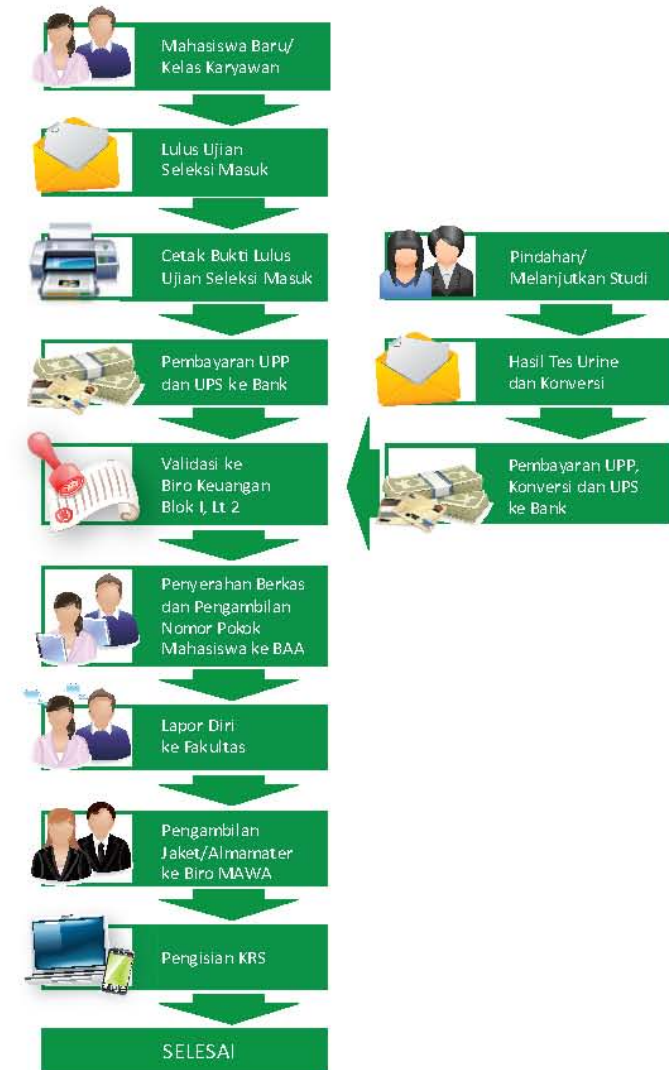 Mahasiswa Baru/
Kelas Karyawan
Lulus Ujian
Seleksi Masuk
Cetak Bukti Lulus
Ujian Seleksi Masuk
Pembayaran UPP
dan UPS ke Bank
Validasi ke
Biro Keuangan
Blok I, Lt 2
Penyerahan Berkas
dan Pengambilan
Nomor Pokok
Mahasiswa ke BAA
Lapor Diri
ke Fakultas
Pengambilan
Jaket/Almamater
ke Biro MAWA
Pengisian KRS
SELESAI
Pindahan/
Melanjutkan Studi
Hasil Tes Urine
dan Konversi
Pembayaran UPP,
Konversi dan UPS
ke Bank